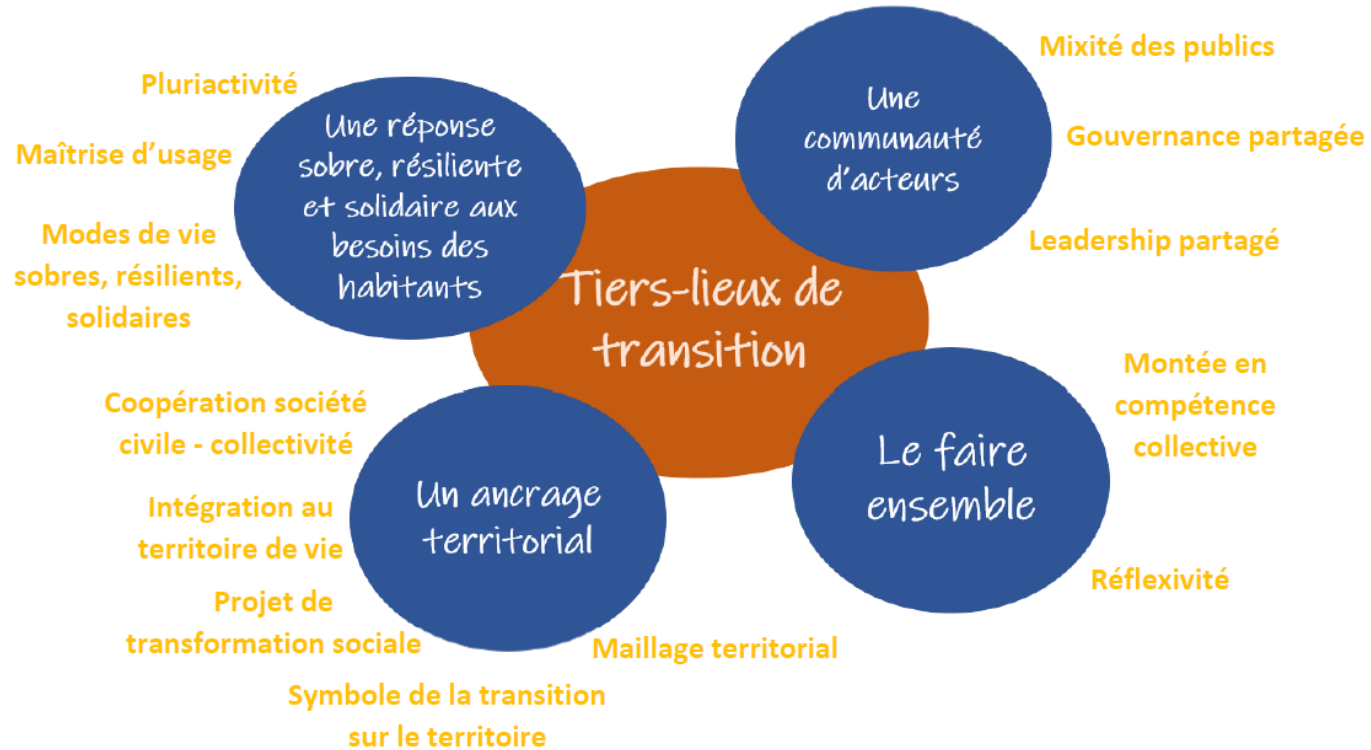 Pluriactivité
Maîtrise d’usage
Modes de vie
sobres, résilients,
solidaires
Une réponse
sobre, résiliente
et solidaire aux
besoins des
habitants
Une
communauté
d'acteurs
Mixité des publics
Gouvernance partagée
Leadership partagé
Tiers-lieux de
transition
Coopération société
civile - collectivité
Intégration au
territoire de vie
Projet de
transformation sociale
Symbole de la transition
sur le territoire
Maillage territorial
Un ancrage
territorial
Le faire
ensemble
Montée en
compétence
collective
Réflexivité